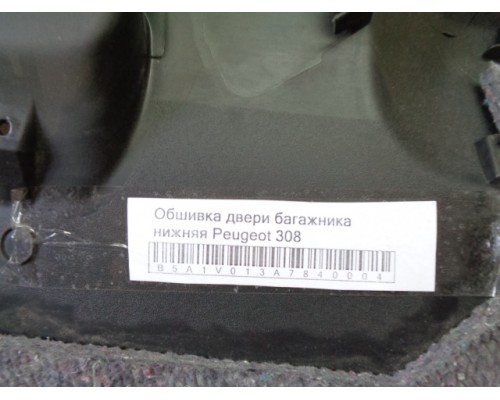 Обшивка двери багажника
нижняя Peugeot 308
B5A1V013A7840004